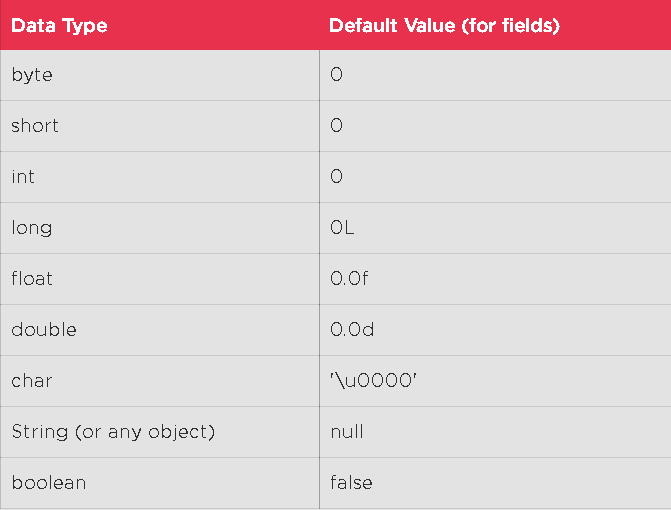 Data Type Default Value (for fields)
byte 0
short 0
int 0
long 0L
float 0.0f
double 0.0d
char '\u0000'
String (or any object) null
boolean false